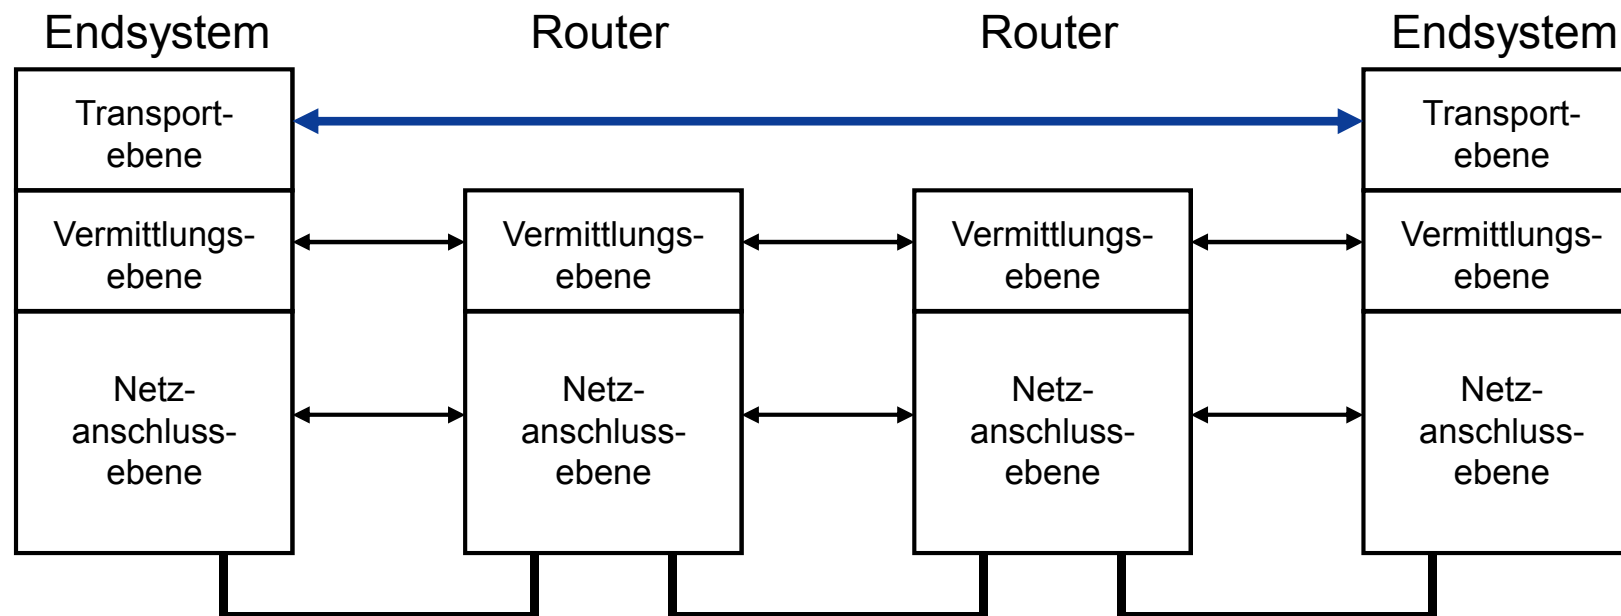 Endsystem
Router
Router
Endsystem
Transport-
ebene
Transport-
ebene
Vermittlungs-
ebene
Vermittlungs-
ebene
Vermittlungs-
ebene
Vermittlungs-
ebene
Netz-
anschluss-
ebene
Netz-
anschluss-
ebene
Netz-
anschluss-
ebene
Netz-
anschluss-
ebene